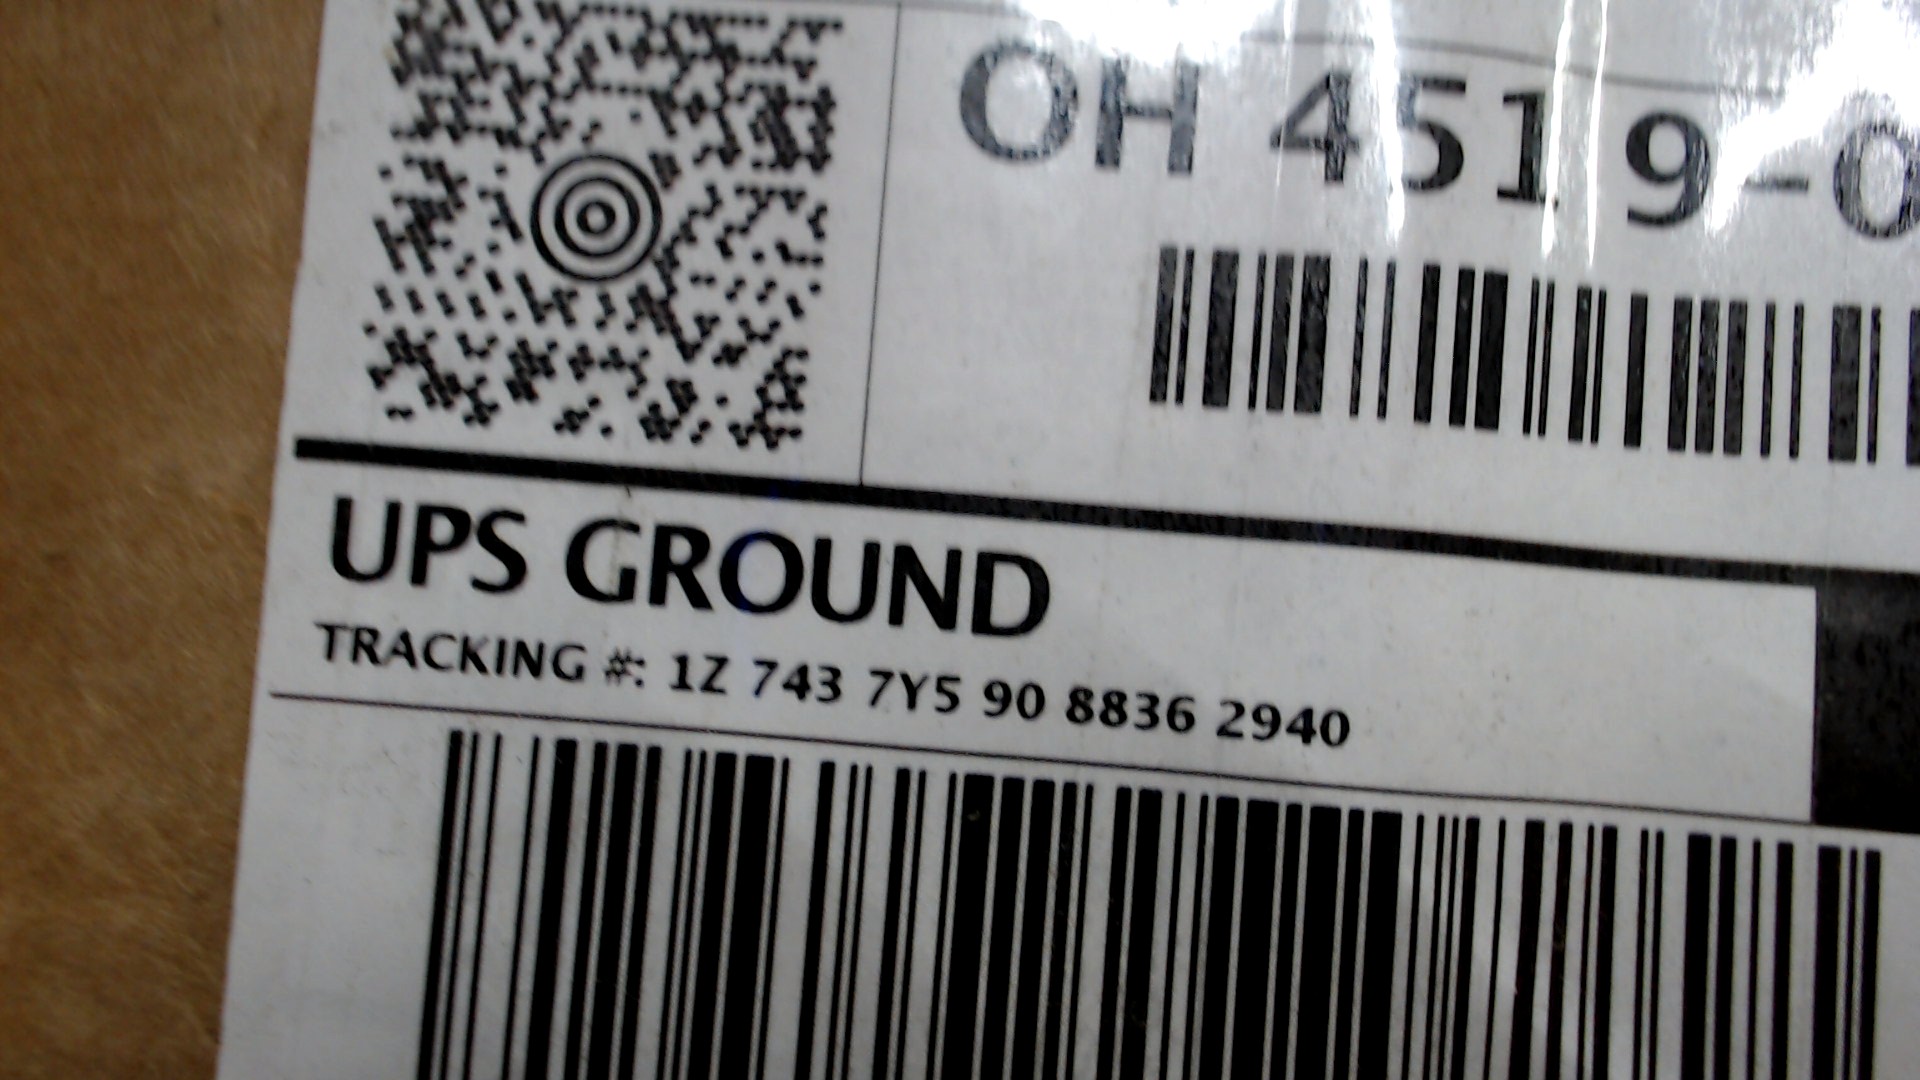 OH 451 9-0
UPS GROUND
TRACKING #: 1Z 743 7Y5 90 8836 2940